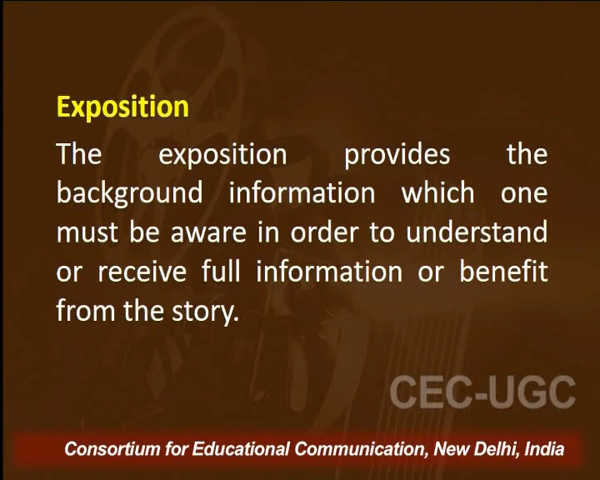 Exposition
The exposition provides the
background information which one
must be aware in order to understand
or receive full information or benefit
from the story.
CEC-UGC
Consortium for Educational Communication, New Delhi, India